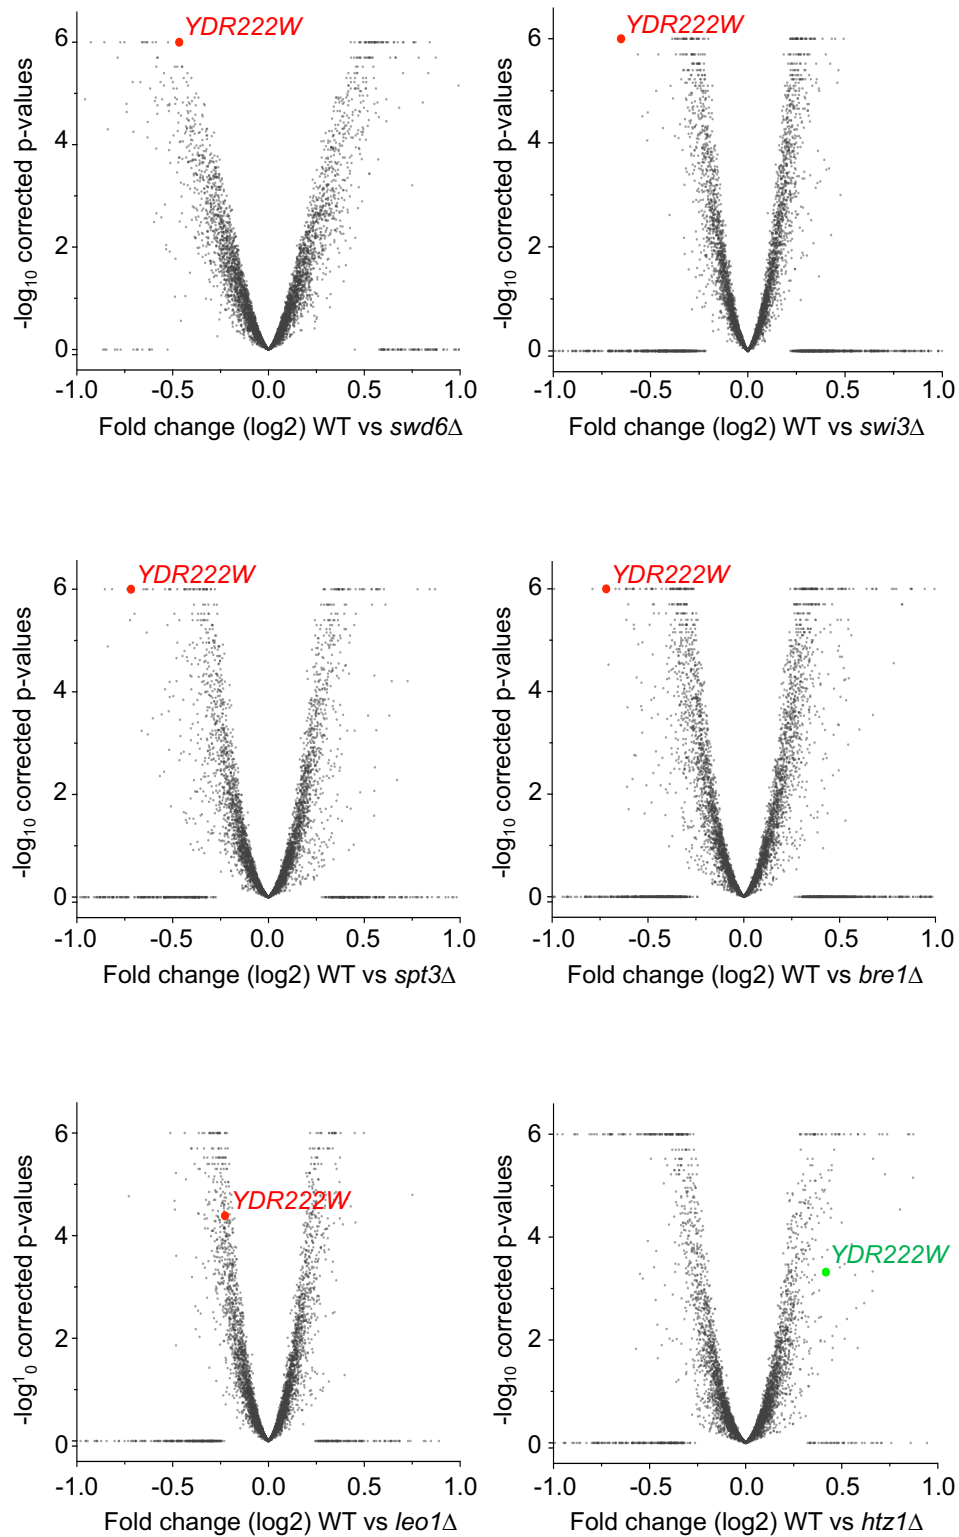 YDR222W
-log10 corrected p-values
6
4
2
0
-1.0 -0.5 0.0 0.5 1.0
Fold change (log2) WT vs swd6Δ
YDR222W
-log10 corrected p-values
6
4
2
0
-1.0 -0.5 0.0 0.5 1.0
Fold change (log2) WT vs swi3Δ
YDR222W
-log10 corrected p-values
6
4
2
0
-1.0 -0.5 0.0 0.5 1.0
Fold change (log2) WT vs spt3Δ
YDR222W
-log10 corrected p-values
6
4
2
0
-1.0 -0.5 0.0 0.5 1.0
Fold change (log2) WT vs bre1Δ
YDR222W
-log10 corrected p-values
6
4
2
0
-1.0 -0.5 0.0 0.5 1.0
Fold change (log2) WT vs leo1Δ
YDR222W
-log10 corrected p-values
6
4
2
0
-1.0 -0.5 0.0 0.5 1.0
Fold change (log2) WT vs htz1Δ